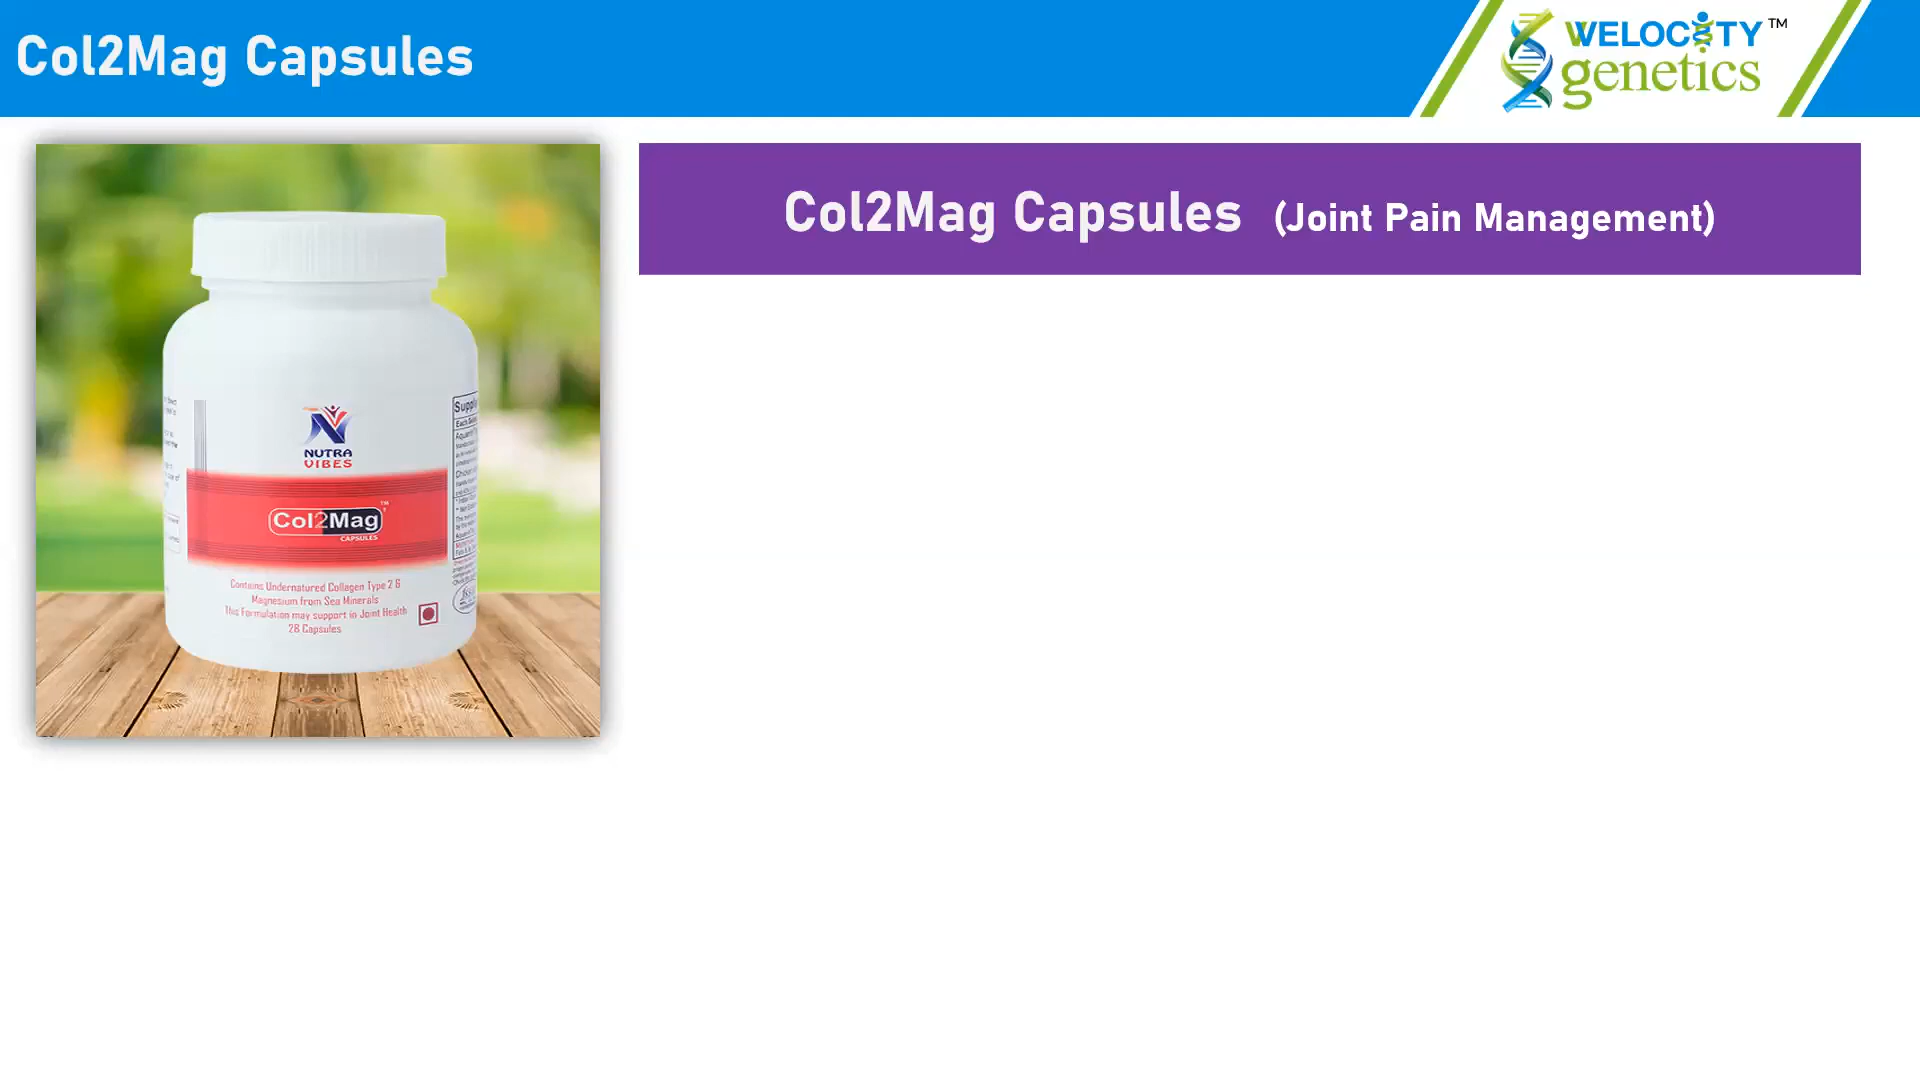 Col2Mag Capsules
WELOCITY™
genetics
Col2Mag Capsules (Joint Pain Management)
NUTRA
VIBES
Col2Mag™
CAPSULES
Contains Undernatured Collagen Type 2 &
Magnesium from Sea Minerals
This Formulation may support in Joint Health
28 Capsules